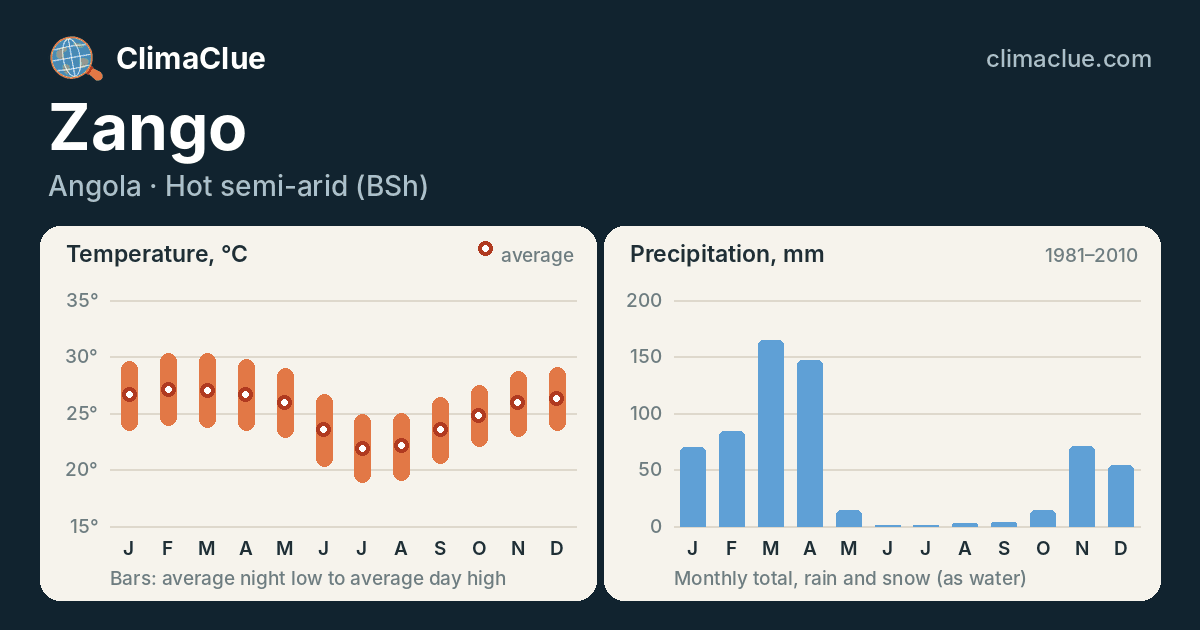 ClimaClue
climaclue.com
Zango
Angola · Hot semi-arid (BSh)
Temperature, °C
average
35°
30°
25°
20°
15°
J F M A M J J A S O N D
Bars: average night low to average day high
Precipitation, mm
1981–2010
200
150
100
50
0
J F M A M J J A S O N D
Monthly total, rain and snow (as water)